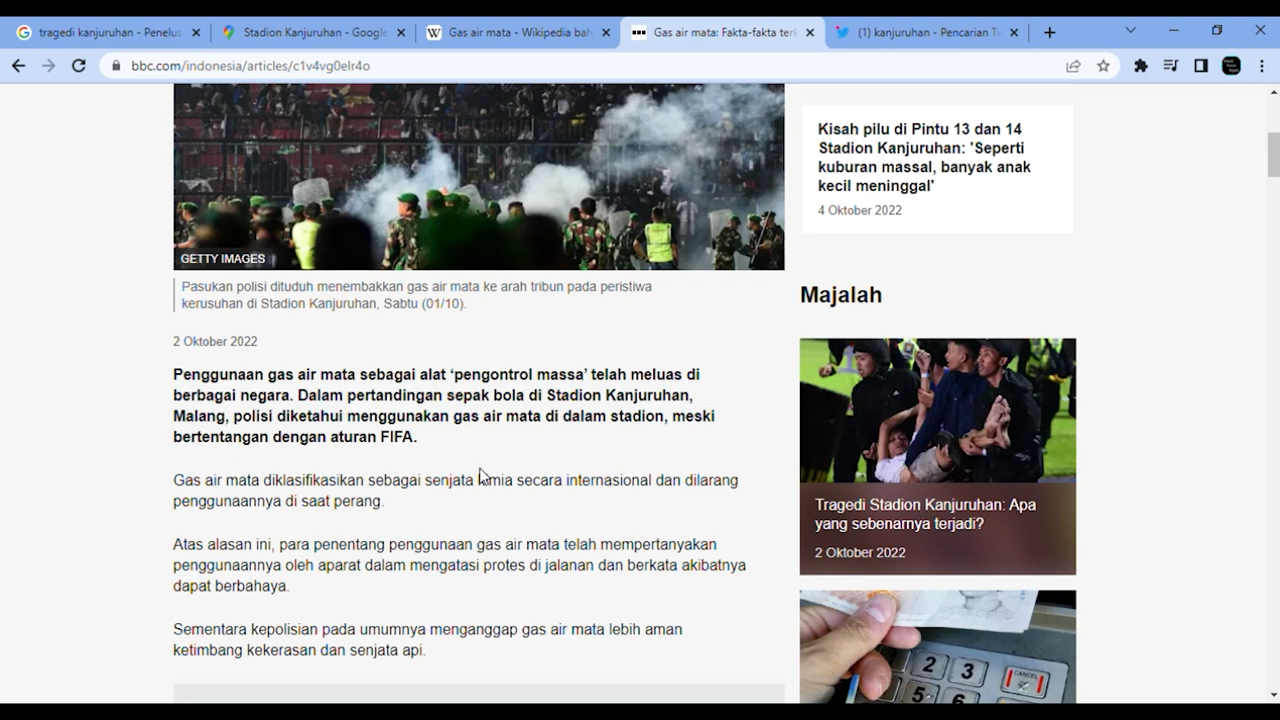 tragedi kanjuruhan - Penelus
Stadion Kanjuruhan - Google
Gas air mata - Wikipedia bah
Gas air mata: Fakta-fakta terk
(1) kanjuruhan - Pencarian Tw
bbc.com/indonesia/articles/c1v4vg0elr4o
GETTY IMAGES
Pasukan polisi dituduh menembakkan gas air mata ke arah tribun pada peristiwa
kerusuhan di Stadion Kanjuruhan, Sabtu (01/10).
2 Oktober 2022
Penggunaan gas air mata sebagai alat ‘pengontrol massa’ telah meluas di
berbagai negara. Dalam pertandingan sepak bola di Stadion Kanjuruhan,
Malang, polisi diketahui menggunakan gas air mata di dalam stadion, meski
bertentangan dengan aturan FIFA.
Gas air mata diklasifikasikan sebagai senjata kimia secara internasional dan dilarang
penggunaannya di saat perang.
Atas alasan ini, para penentang penggunaan gas air mata telah mempertanyakan
penggunaannya oleh aparat dalam mengatasi protes di jalanan dan berkata akibatnya
dapat berbahaya.
Sementara kepolisian pada umumnya menganggap gas air mata lebih aman
ketimbang kekerasan dan senjata api.
Kisah pilu di Pintu 13 dan 14
Stadion Kanjuruhan: 'Seperti
kuburan massal, banyak anak
kecil meninggal'
4 Oktober 2022
Majalah
Tragedi Stadion Kanjuruhan: Apa
yang sebenarnya terjadi?
2 Oktober 2022
2 3 CANCEL
5 6